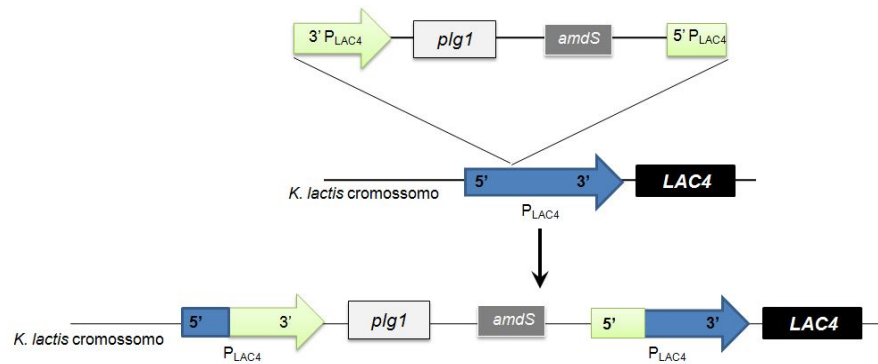 3' PLAC4 plg1 amdS 5' PLAC4
5' 3' LAC4
K. lactis cromossomo
PLAC4
5' 3' plg1 amdS 5' 3' LAC4
K. lactis cromossomo
PLAC4 PLAC4